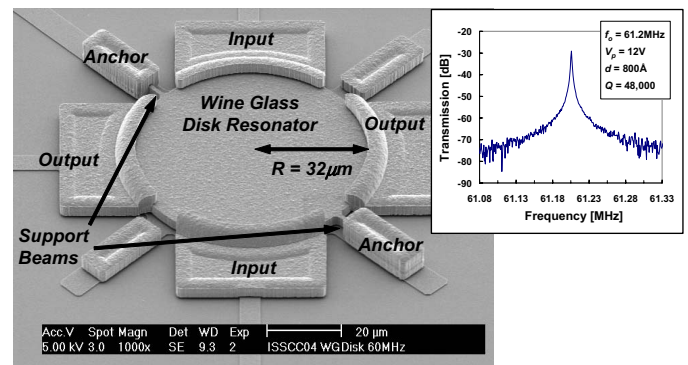 Anchor
Input
Wine Glass
Disk Resonator
Output
Output
R = 32μm
Support
Beams
Anchor
Input
Acc.V Spot Magn Det WD Exp 20 μm
5.00 kV 3.0 1000x SE 9.3 2 ISSCC04 WGDisk 60MHz
-20
-30
-40
-50
-60
-70
-80
-90
Transmission [dB]
fo = 61.2MHz
Vp = 12V
d = 800Å
Q = 48,000
61.08 61.13 61.18 61.23 61.28 61.33
Frequency [MHz]